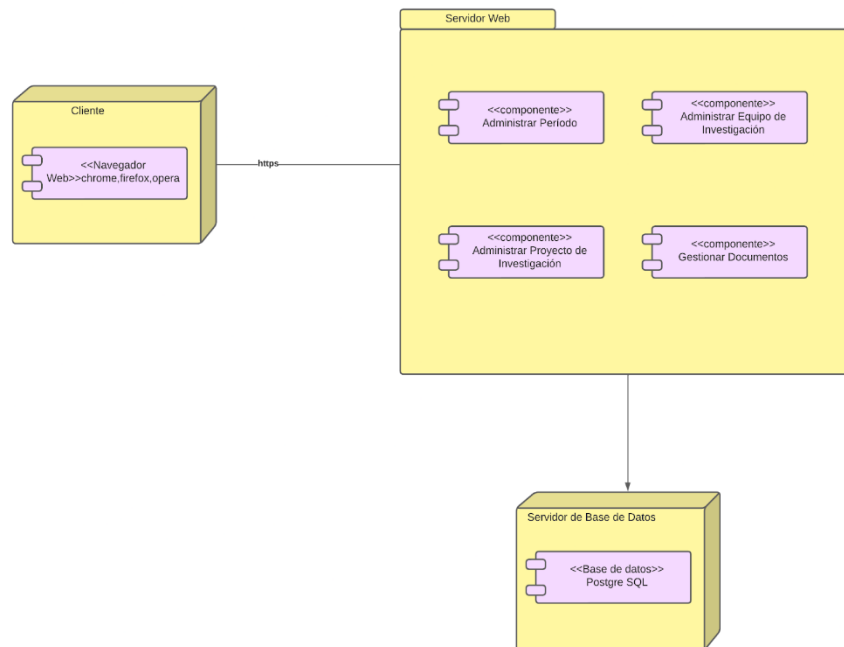 Servidor Web
Cliente
<<Navegador
Web>>chrome,firefox,opera
https
<<componente>>
Administrar Período
<<componente>>
Administrar Equipo de
Investigación
<<componente>>
Administrar Proyecto de
Investigación
<<componente>>
Gestionar Documentos
Servidor de Base de Datos
<<Base de datos>>
Postgre SQL